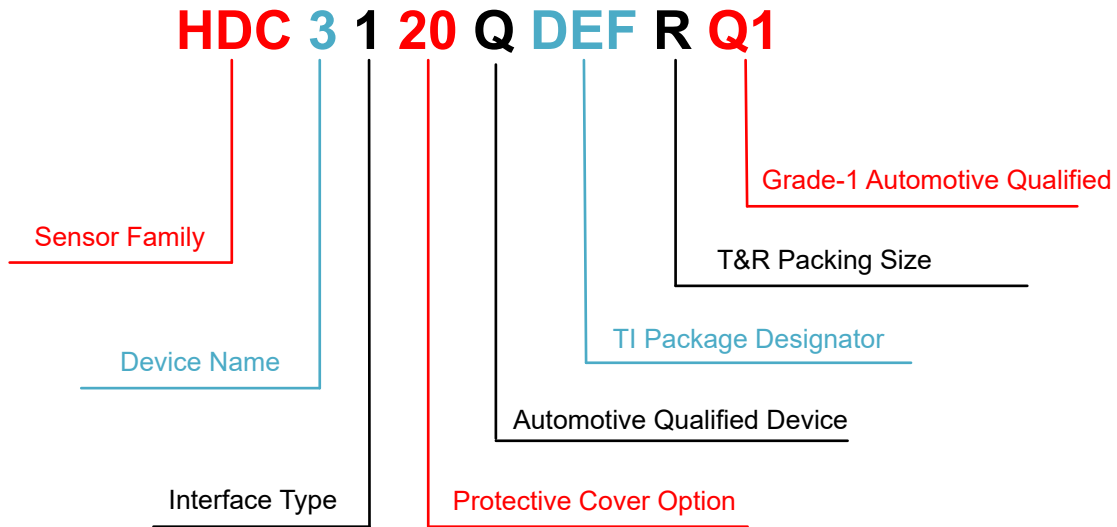 HDC 3 1 20 Q DEF R Q1
Grade-1 Automotive Qualified
Sensor Family
T&R Packing Size
TI Package Designator
Device Name
Automotive Qualified Device
Interface Type
Protective Cover Option